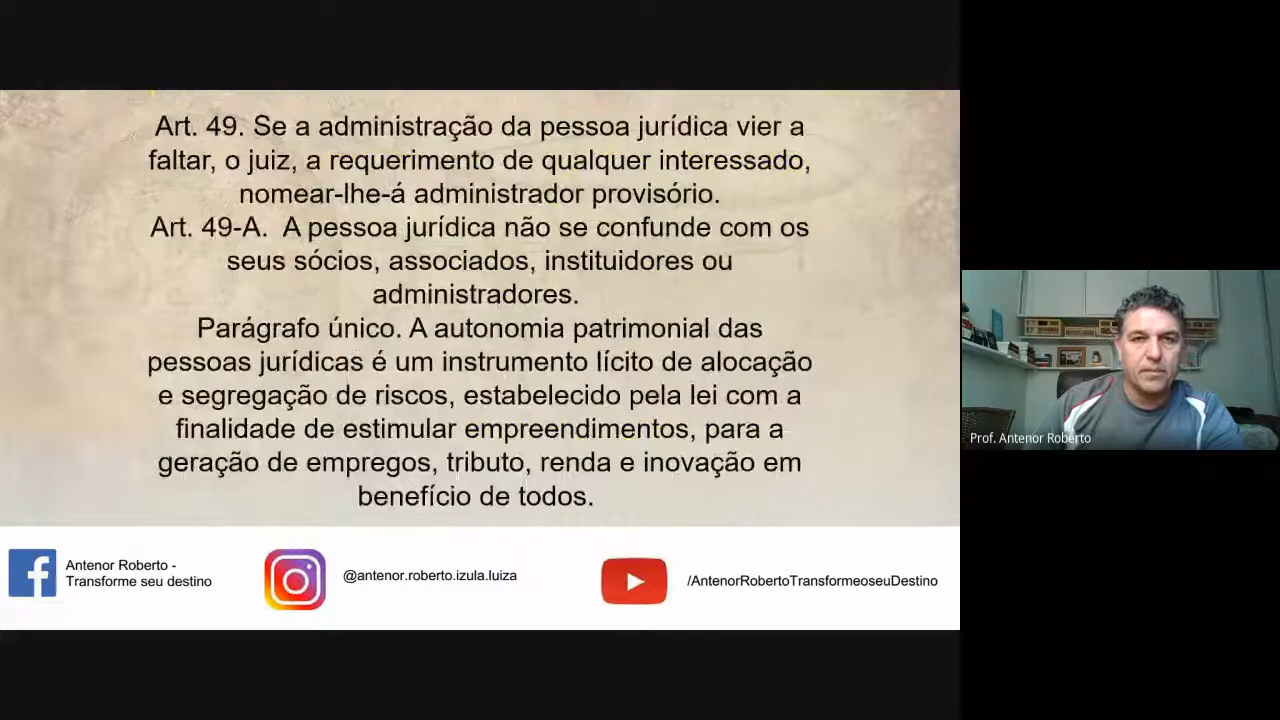 Art. 49. Se a administração da pessoa jurídica vier a
faltar, o juiz, a requerimento de qualquer interessado,
nomear-lhe-á administrador provisório.
Art. 49-A.  A pessoa jurídica não se confunde com os
seus sócios, associados, instituidores ou
administradores.
Parágrafo único. A autonomia patrimonial das
pessoas jurídicas é um instrumento lícito de alocação
e segregação de riscos, estabelecido pela lei com a
finalidade de estimular empreendimentos, para a
geração de empregos, tributo, renda e inovação em
benefício de todos.
Antenor Roberto -
Transforme seu destino
@antenor.roberto.izula.luiza
/AntenorRobertoTransformeoseuDestino
Prof. Antenor Roberto